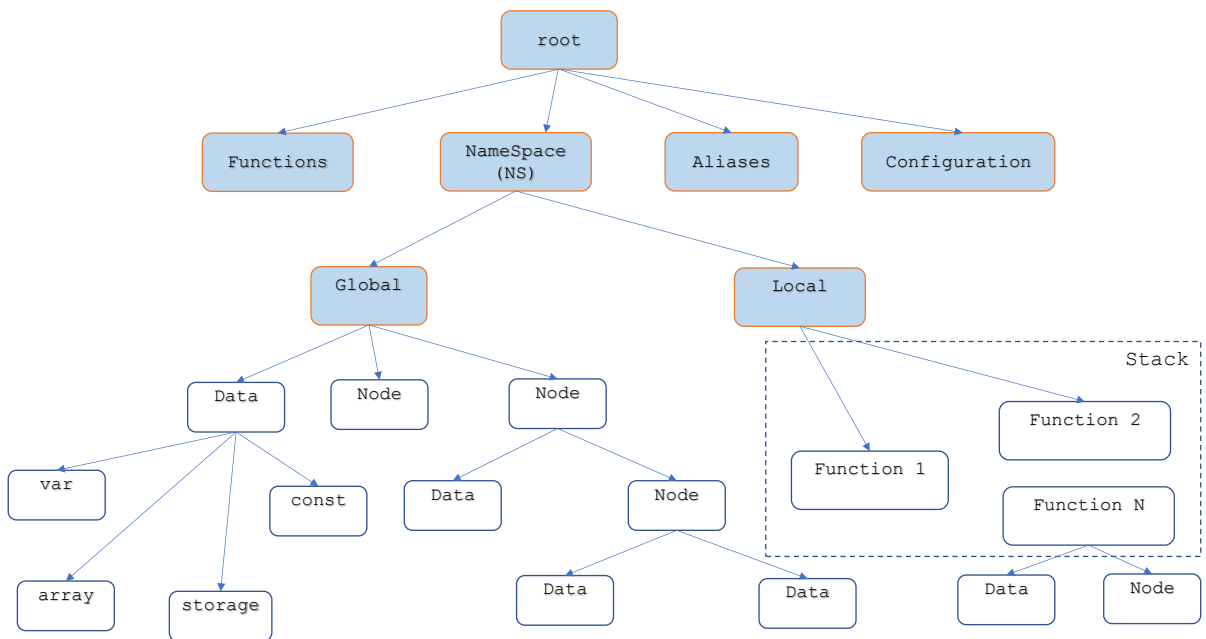 root
Functions
NameSpace
(NS)
Aliases
Configuration
Global
Local
Stack
Data
Node
Node
Function 2
Function 1
var
const
Data
Node
Function N
array
storage
Data
Data
Data
Node